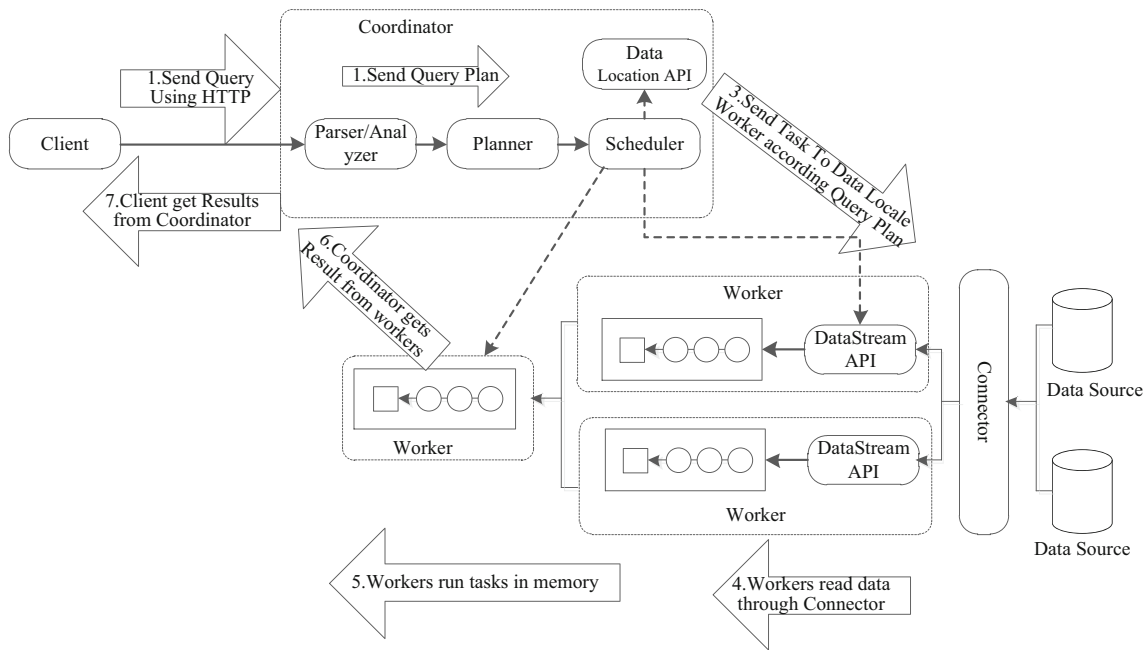 Coordinator
1.Send Query
Using HTTP
1.Send Query Plan
Data
Location API
3.Send Task To Data Locale
Worker according Query Plan
Client
Parser/Anal
yzer
Planner
Scheduler
7.Client get Results
from Coordinator
6.Coordinator gets
Result from workers
Worker
DataStream
API
Connector
Data Source
Worker
DataStream
API
Worker
Data Source
5.Workers run tasks in memory
4.Workers read data
through Connector